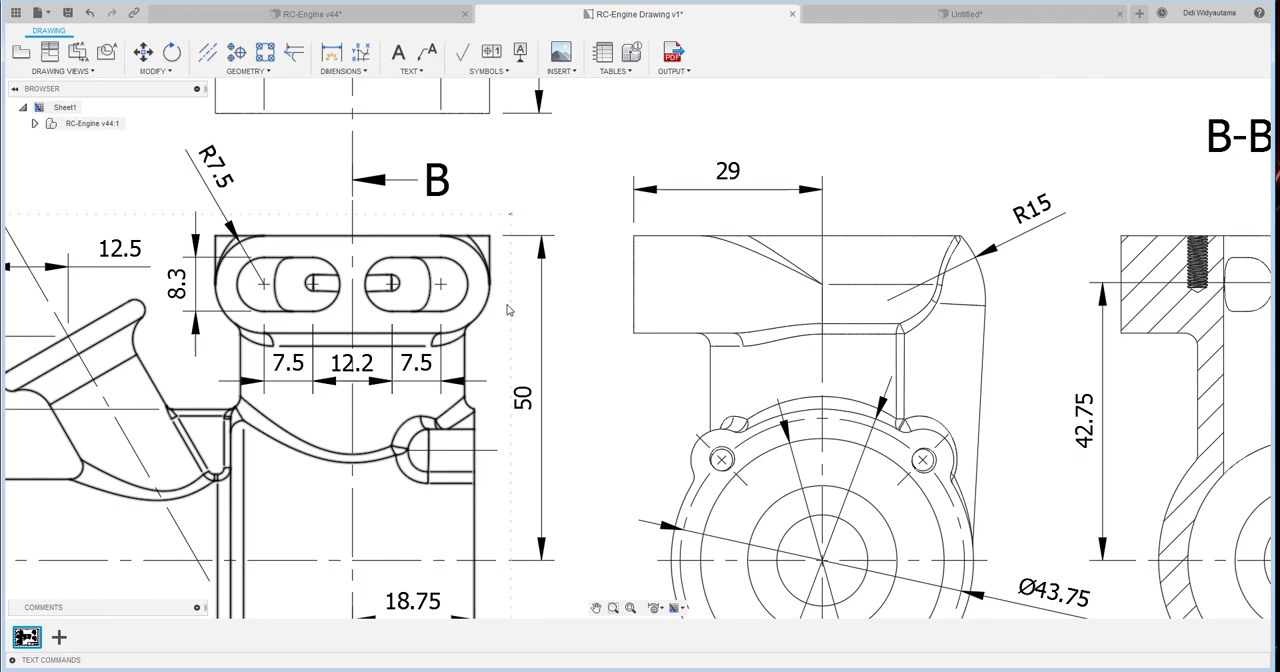 RC-Engine v44*
RC-Engine Drawing v1*
Untitled*
Didi Widyautama
DRAWING
DRAWING VIEWS
MODIFY
GEOMETRY
DIMENSIONS
TEXT
SYMBOLS
INSERT
TABLES
OUTPUT
BROWSER
Sheet1
RC-Engine v44:1
B-B
R7.5
B
29
R15
12.5
8.3
7.5
12.2
7.5
50
42.75
18.75
Ø43.75
COMMENTS
TEXT COMMANDS